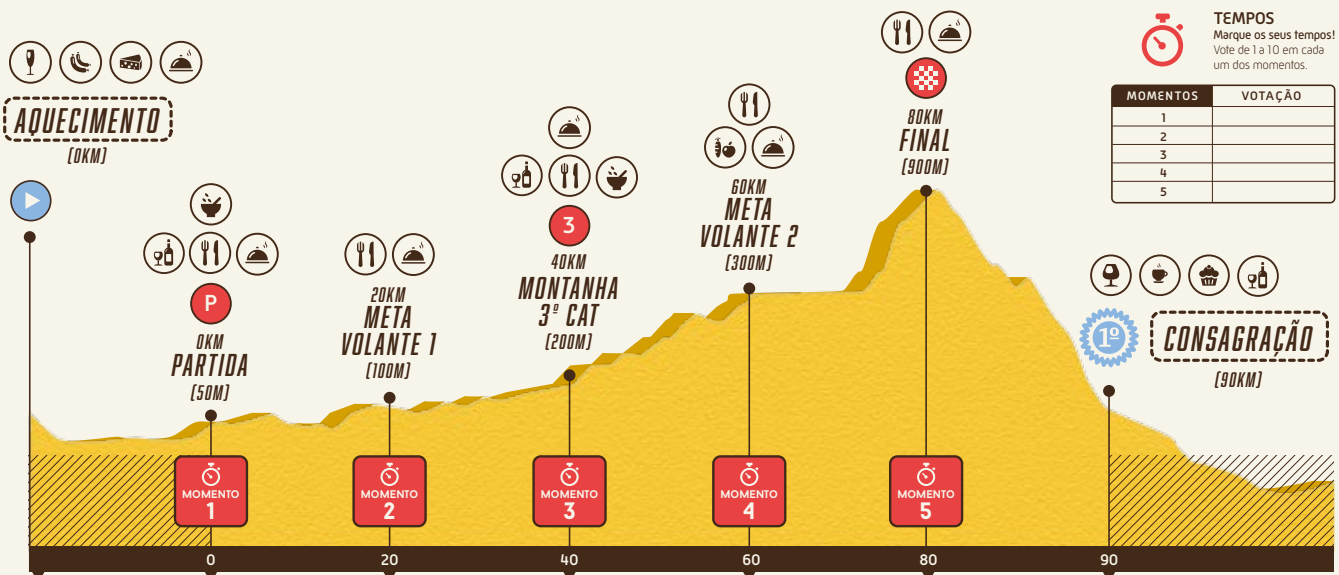 AQUECIMENTO
(0KM)
P
0KM
PARTIDA
(50M)
20KM
META
VOLANTE 1
(100M)
3
40KM
MONTANHA
3ª CAT
(200M)
60KM
META
VOLANTE 2
(300M)
80KM
FINAL
(900M)
TEMPOS
Marque os seus tempos!
Vote de 1 a 10 em cada
um dos momentos.
MOMENTOS VOTAÇÃO
1
2
3
4
5
1º
CONSAGRAÇÃO
(90KM)
MOMENTO
1
MOMENTO
2
MOMENTO
3
MOMENTO
4
MOMENTO
5
0 20 40 60 80 90